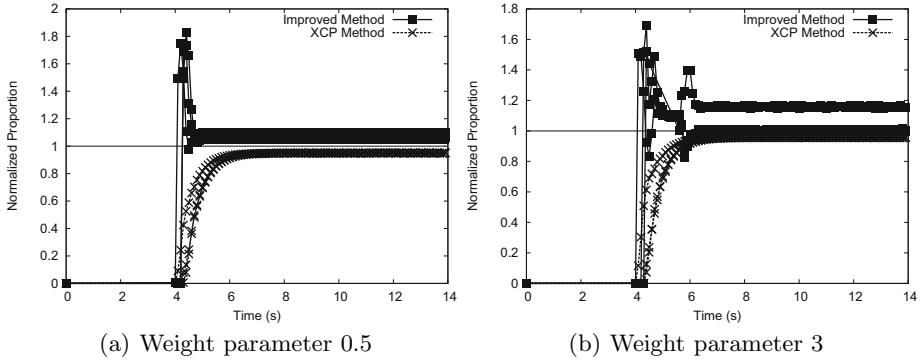 2
1.8
1.6
1.4
1.2
1
0.8
0.6
0.4
0.2
0
Normalized Proportion
Improved Method
XCP Method
0 2 4 6 8 10 12 14
Time (s)
(a) Weight parameter 0.5
1.8
1.6
1.4
1.2
1
0.8
0.6
0.4
0.2
0
Normalized Proportion
Improved Method
XCP Method
0 2 4 6 8 10 12 14
Time (s)
(b) Weight parameter 3